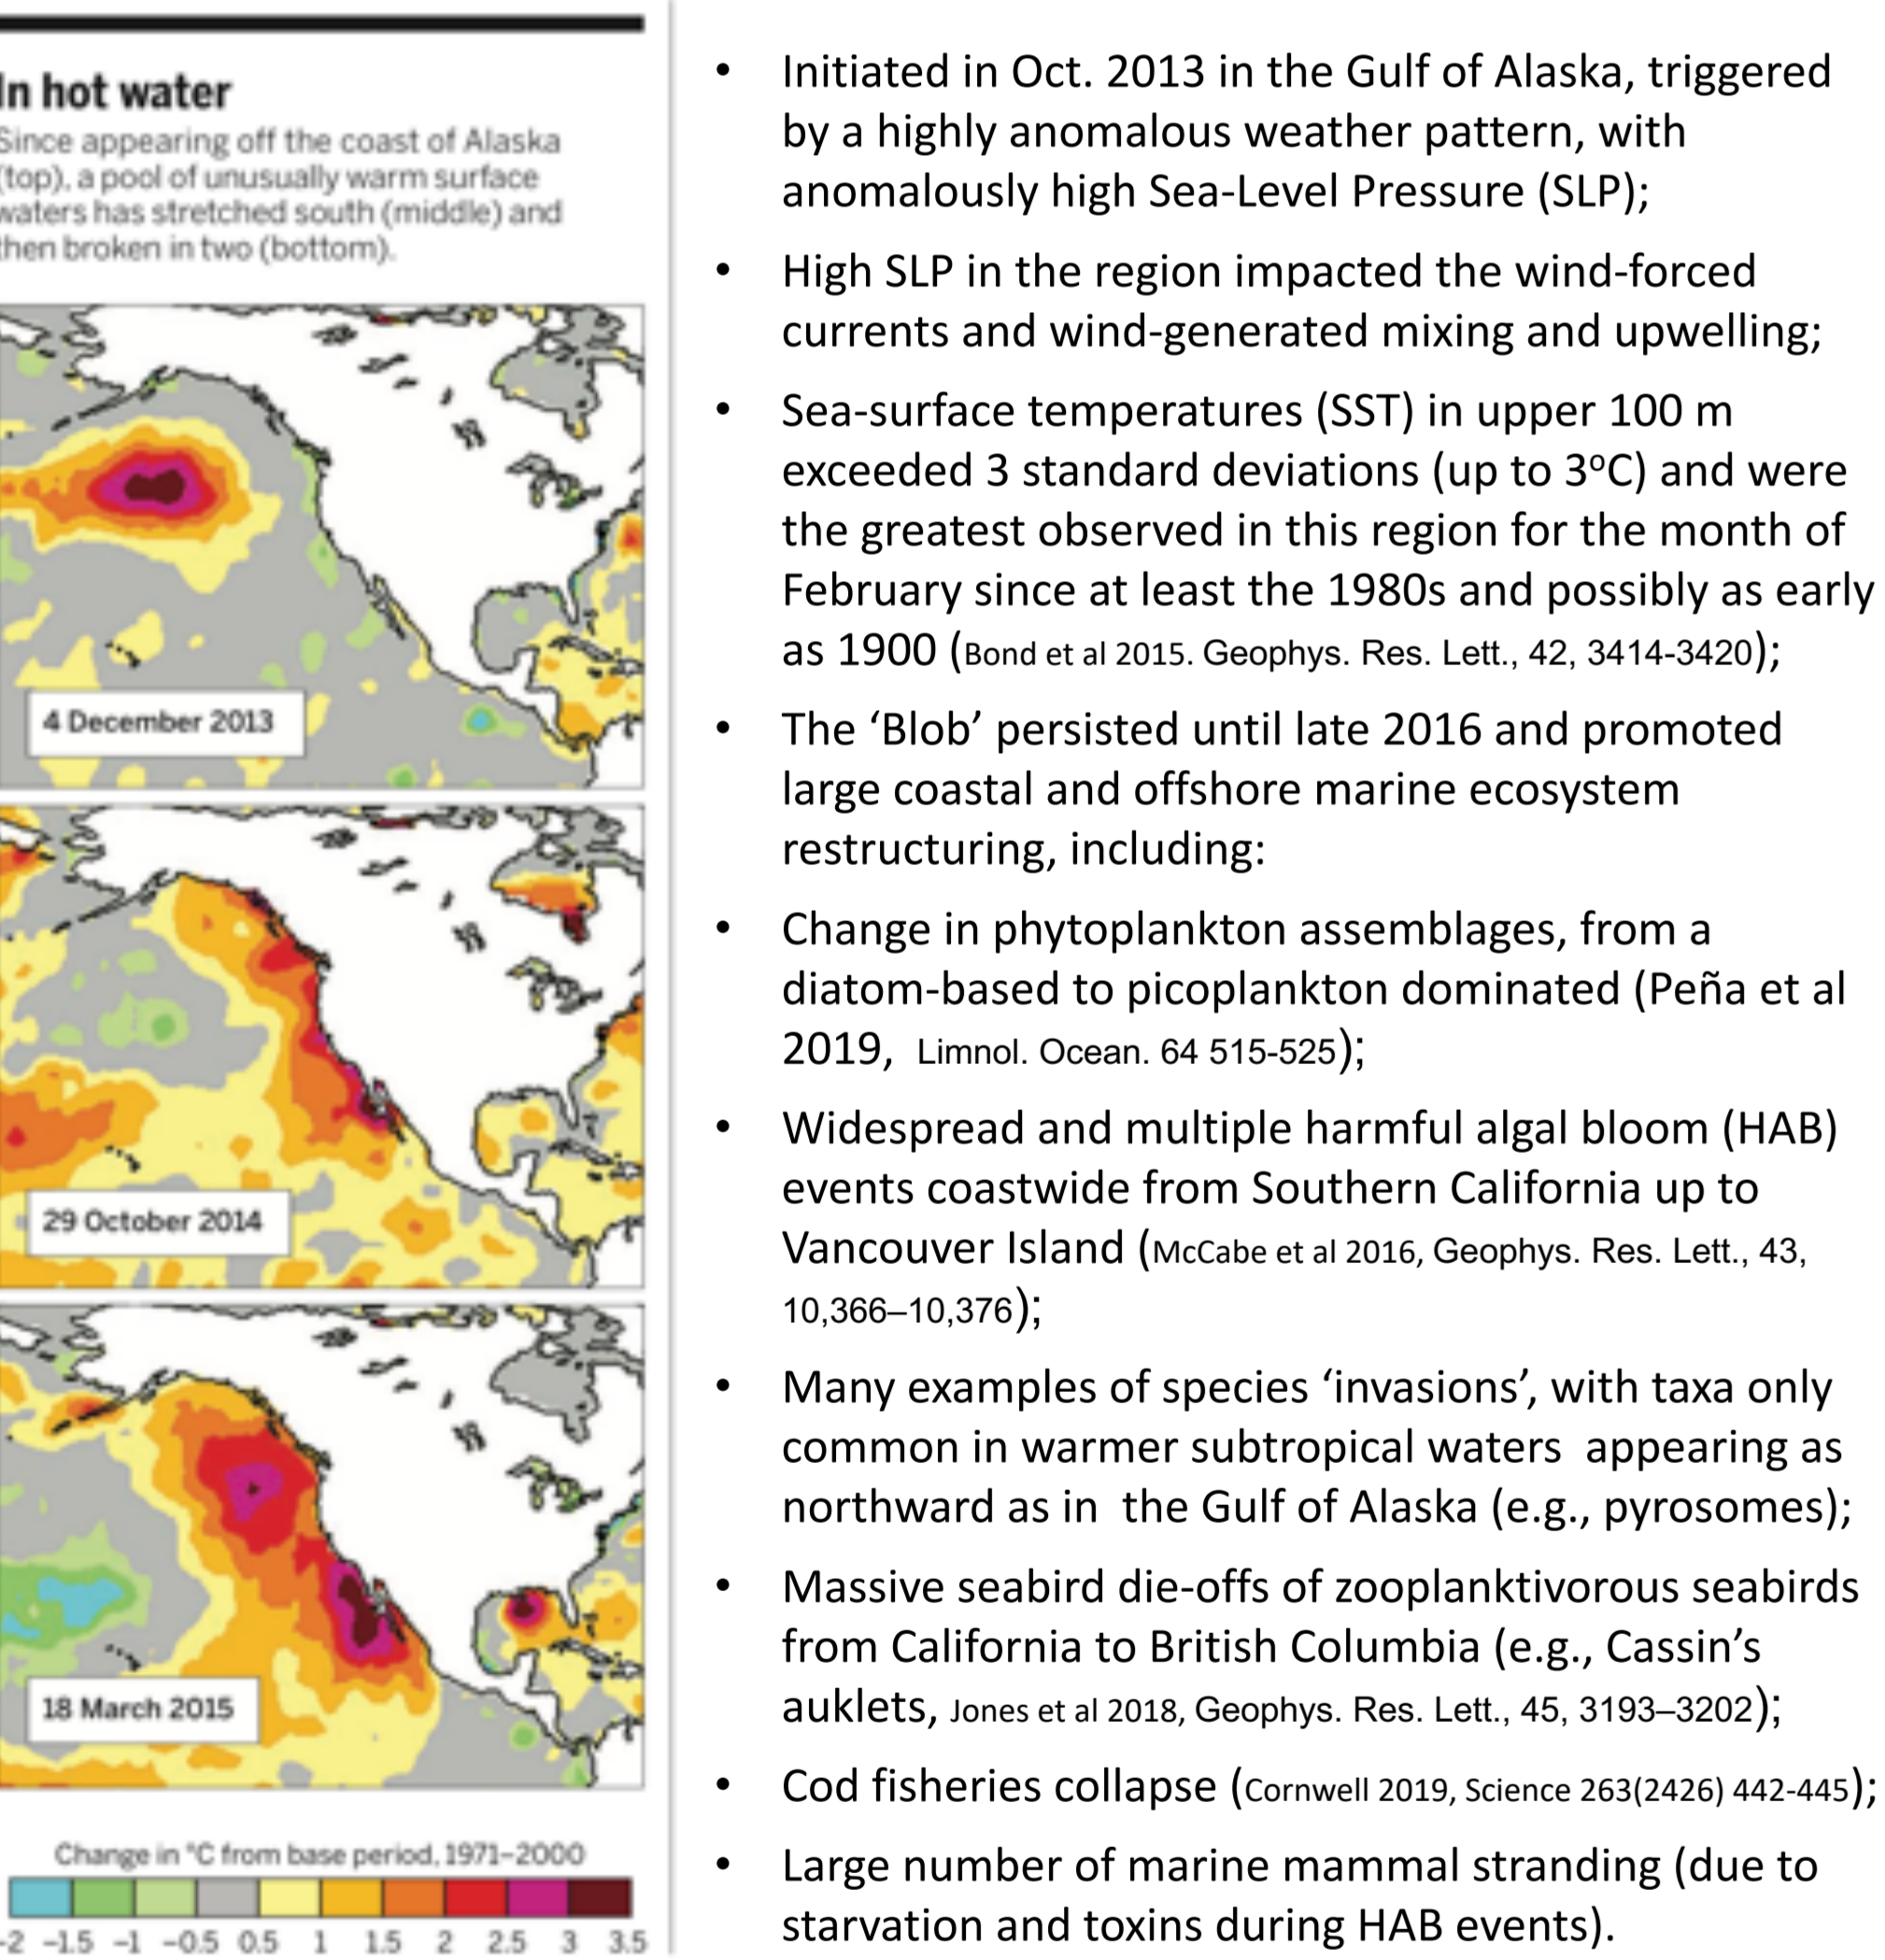 In hot water
Since appearing off the coast of Alaska
(top), a pool of unusually warm surface
waters has stretched south (middle) and
then broken in two (bottom).
4 December 2013
29 October 2014
18 March 2015
Change in °C from base period, 1971–2000
-2 −1.5 −1 −0.5 0.5 1 1.5 2 2.5 3 3.5
• Initiated in Oct. 2013 in the Gulf of Alaska, triggered
by a highly anomalous weather pattern, with
anomalously high Sea-Level Pressure (SLP);
• High SLP in the region impacted the wind-forced
currents and wind-generated mixing and upwelling;
• Sea-surface temperatures (SST) in upper 100 m
exceeded 3 standard deviations (up to 3ºC) and were
the greatest observed in this region for the month of
February since at least the 1980s and possibly as early
as 1900 (Bond et al 2015. Geophys. Res. Lett., 42, 3414-3420);
• The ‘Blob’ persisted until late 2016 and promoted
large coastal and offshore marine ecosystem
restructuring, including:
• Change in phytoplankton assemblages, from a
diatom-based to picoplankton dominated (Peña et al
2019, Limnol. Ocean. 64 515-525);
• Widespread and multiple harmful algal bloom (HAB)
events coastwide from Southern California up to
Vancouver Island (McCabe et al 2016, Geophys. Res. Lett., 43,
10,366–10,376);
• Many examples of species ‘invasions’, with taxa only
common in warmer subtropical waters appearing as
northward as in the Gulf of Alaska (e.g., pyrosomes);
• Massive seabird die-offs of zooplanktivorous seabirds
from California to British Columbia (e.g., Cassin’s
auklets, Jones et al 2018, Geophys. Res. Lett., 45, 3193–3202);
• Cod fisheries collapse (Cornwell 2019, Science 263(2426) 442-445);
• Large number of marine mammal stranding (due to
starvation and toxins during HAB events).